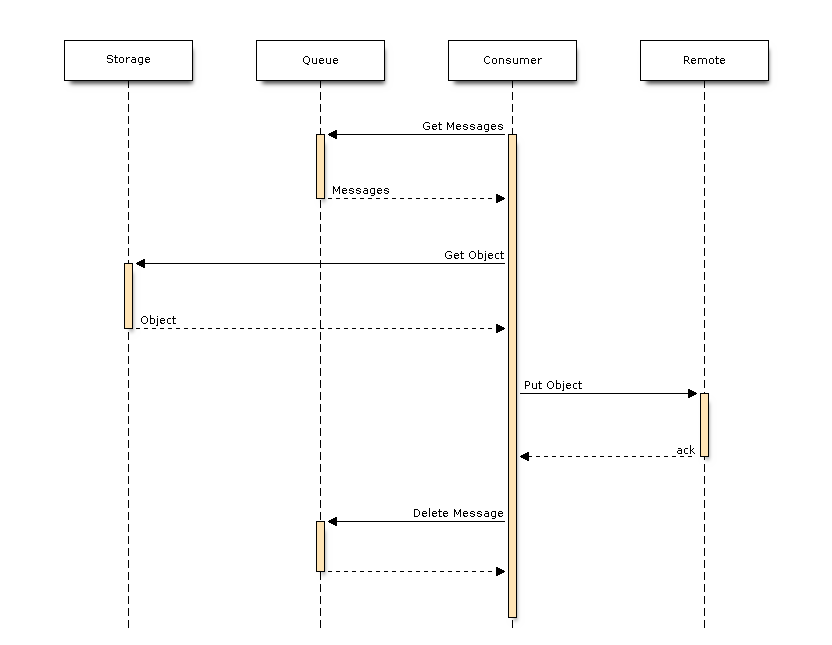 Storage
Queue
Consumer
Remote
Get Messages
Messages
Get Object
Object
Put Object
ack
Delete Message